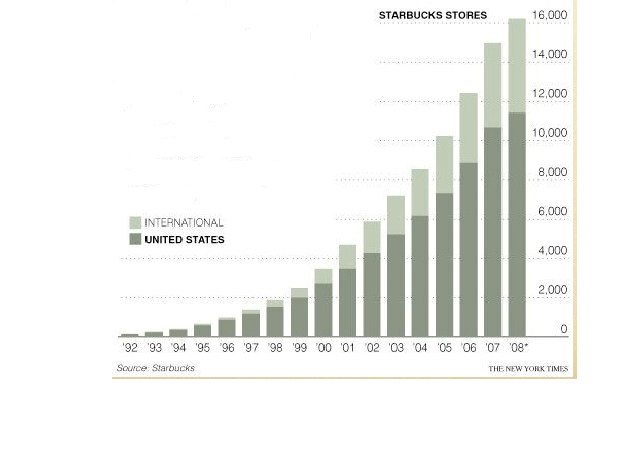 STARBUCKS STORES
16,000
14,000
12,000
10,000
8,000
INTERNATIONAL
6,000
UNITED STATES
4,000
2,000
0
'92 '93 '94 '95 '96 '97 '98 '99 '00 '01 '02 '03 '04 '05 '06 '07 '08*
Source: Starbucks
THE NEW YORK TIMES